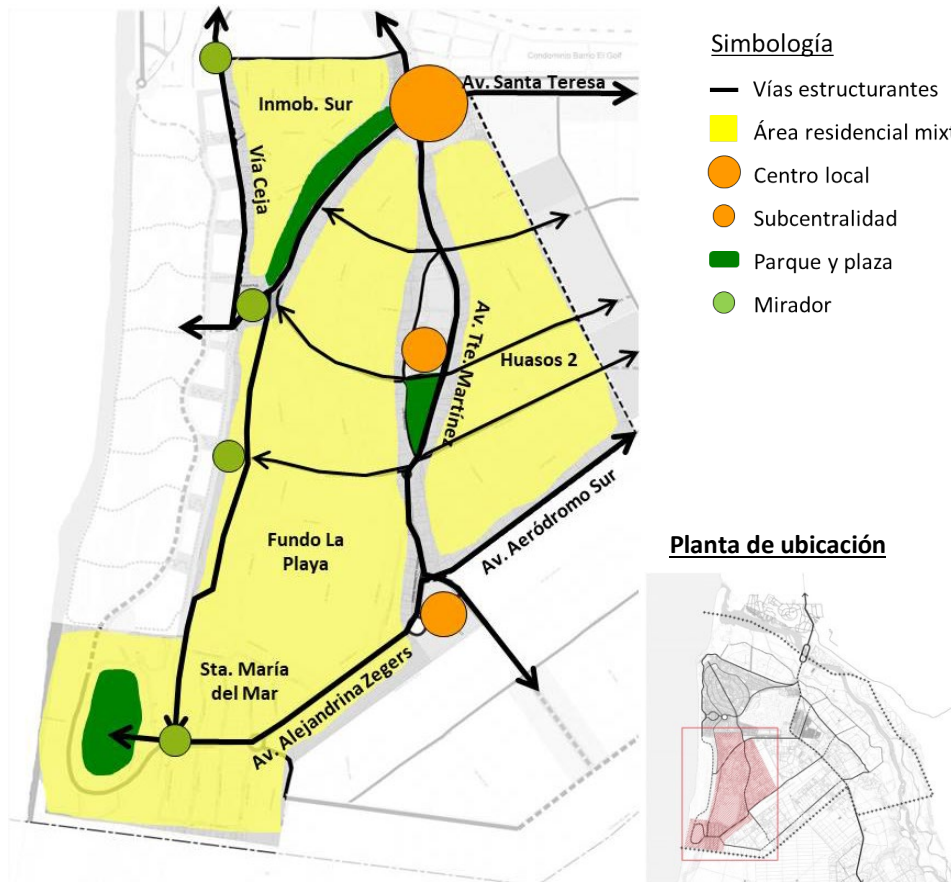 Condominio Barrio El Golf
Simbología
Av. Santa Teresa
Vías estructurantes
Inmob. Sur
Área residencial mixt
Vía Ceja
Centro local
Subcentralidad
Parque y plaza
Mirador
Av. Tte. Martínez
Huasos 2
Fundo La
Playa
Av. Aeródromo Sur
Planta de ubicación
Sta. María
del Mar
Av. Alejandrina Zegers